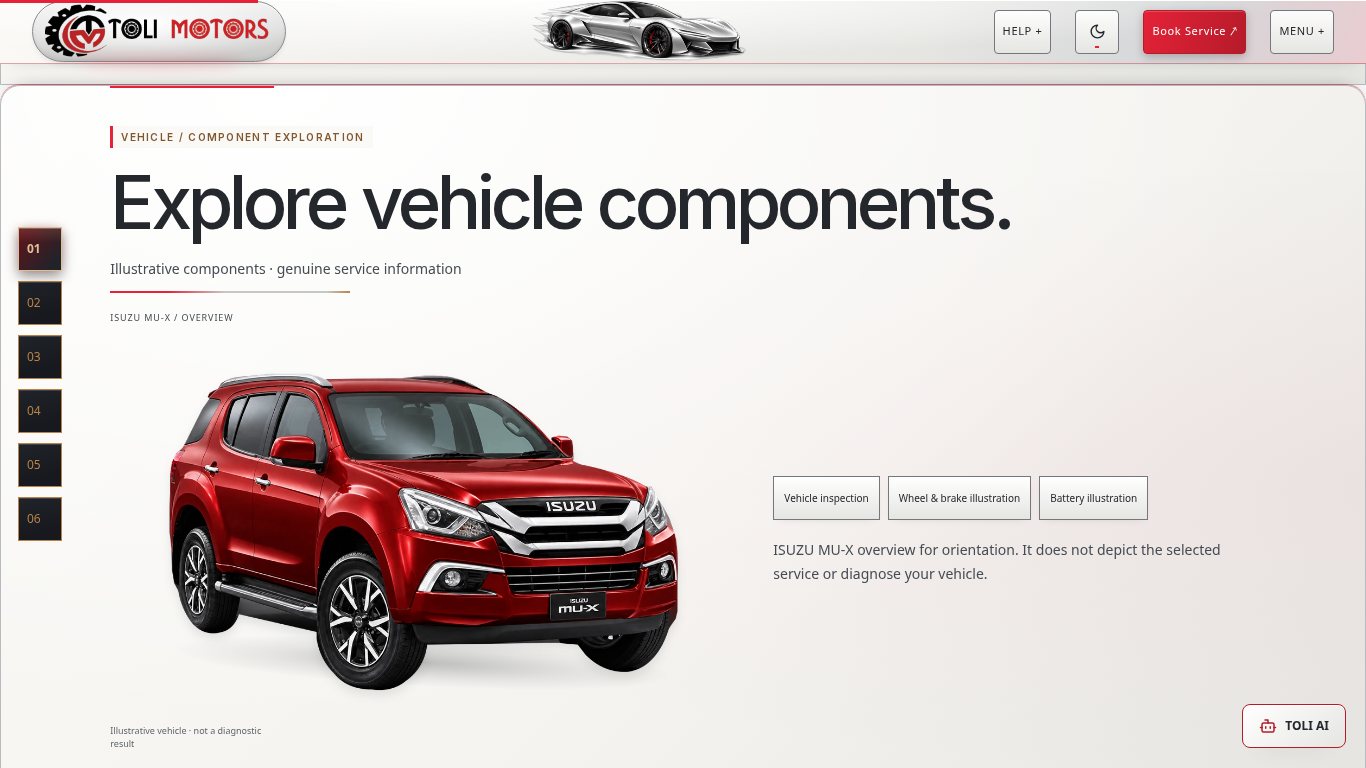 TOLI MOTORS
HELP +
Book Service ↗
MENU +
VEHICLE / COMPONENT EXPLORATION
Explore vehicle components.
Illustrative components · genuine service information
ISUZU MU-X / OVERVIEW
01
02
03
04
05
06
ISUZU
ISUZU
MU-X
Vehicle inspection
Wheel & brake illustration
Battery illustration
ISUZU MU-X overview for orientation. It does not depict the selected
service or diagnose your vehicle.
Illustrative vehicle · not a diagnostic
result
TOLI AI